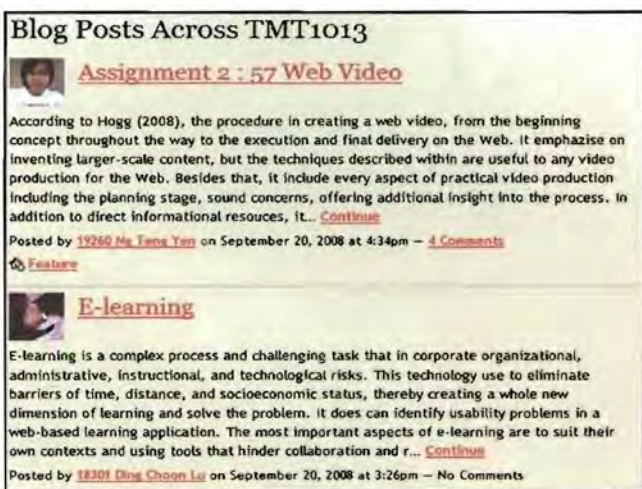 Blog Posts Across TMT1013
Assignment 2 : 57 Web Video
According to Hogg (2008), the procedure in creating a web video, from the beginning
concept throughout the way to the execution and final delivery on the Web. It emphazise on
inventing larger-scale content, but the techniques described within are useful to any video
production for the Web. Besides that, it include every aspect of practical video production
including the planning stage, sound concerns, offering additional insight into the process. In
addition to direct informational resouces, it... Continue
Posted by 19260 Ng Teng Yen on September 20, 2008 at 4:34pm — 4 Comments
Feature
E-learning
E-learning is a complex process and challenging task that in corporate organizational,
administrative, instructional, and technological risks. This technology use to eliminate
barriers of time, distance, and socioeconomic status, thereby creating a whole new
dimension of learning and solve the problem. It does can identify usability problems in a
web-based learning application. The most important aspects of e-learning are to suit their
own contexts and using tools that hinder collaboration and r... Continue
Posted by 18301 Ding Choon Lu on September 20, 2008 at 3:26pm — No Comments